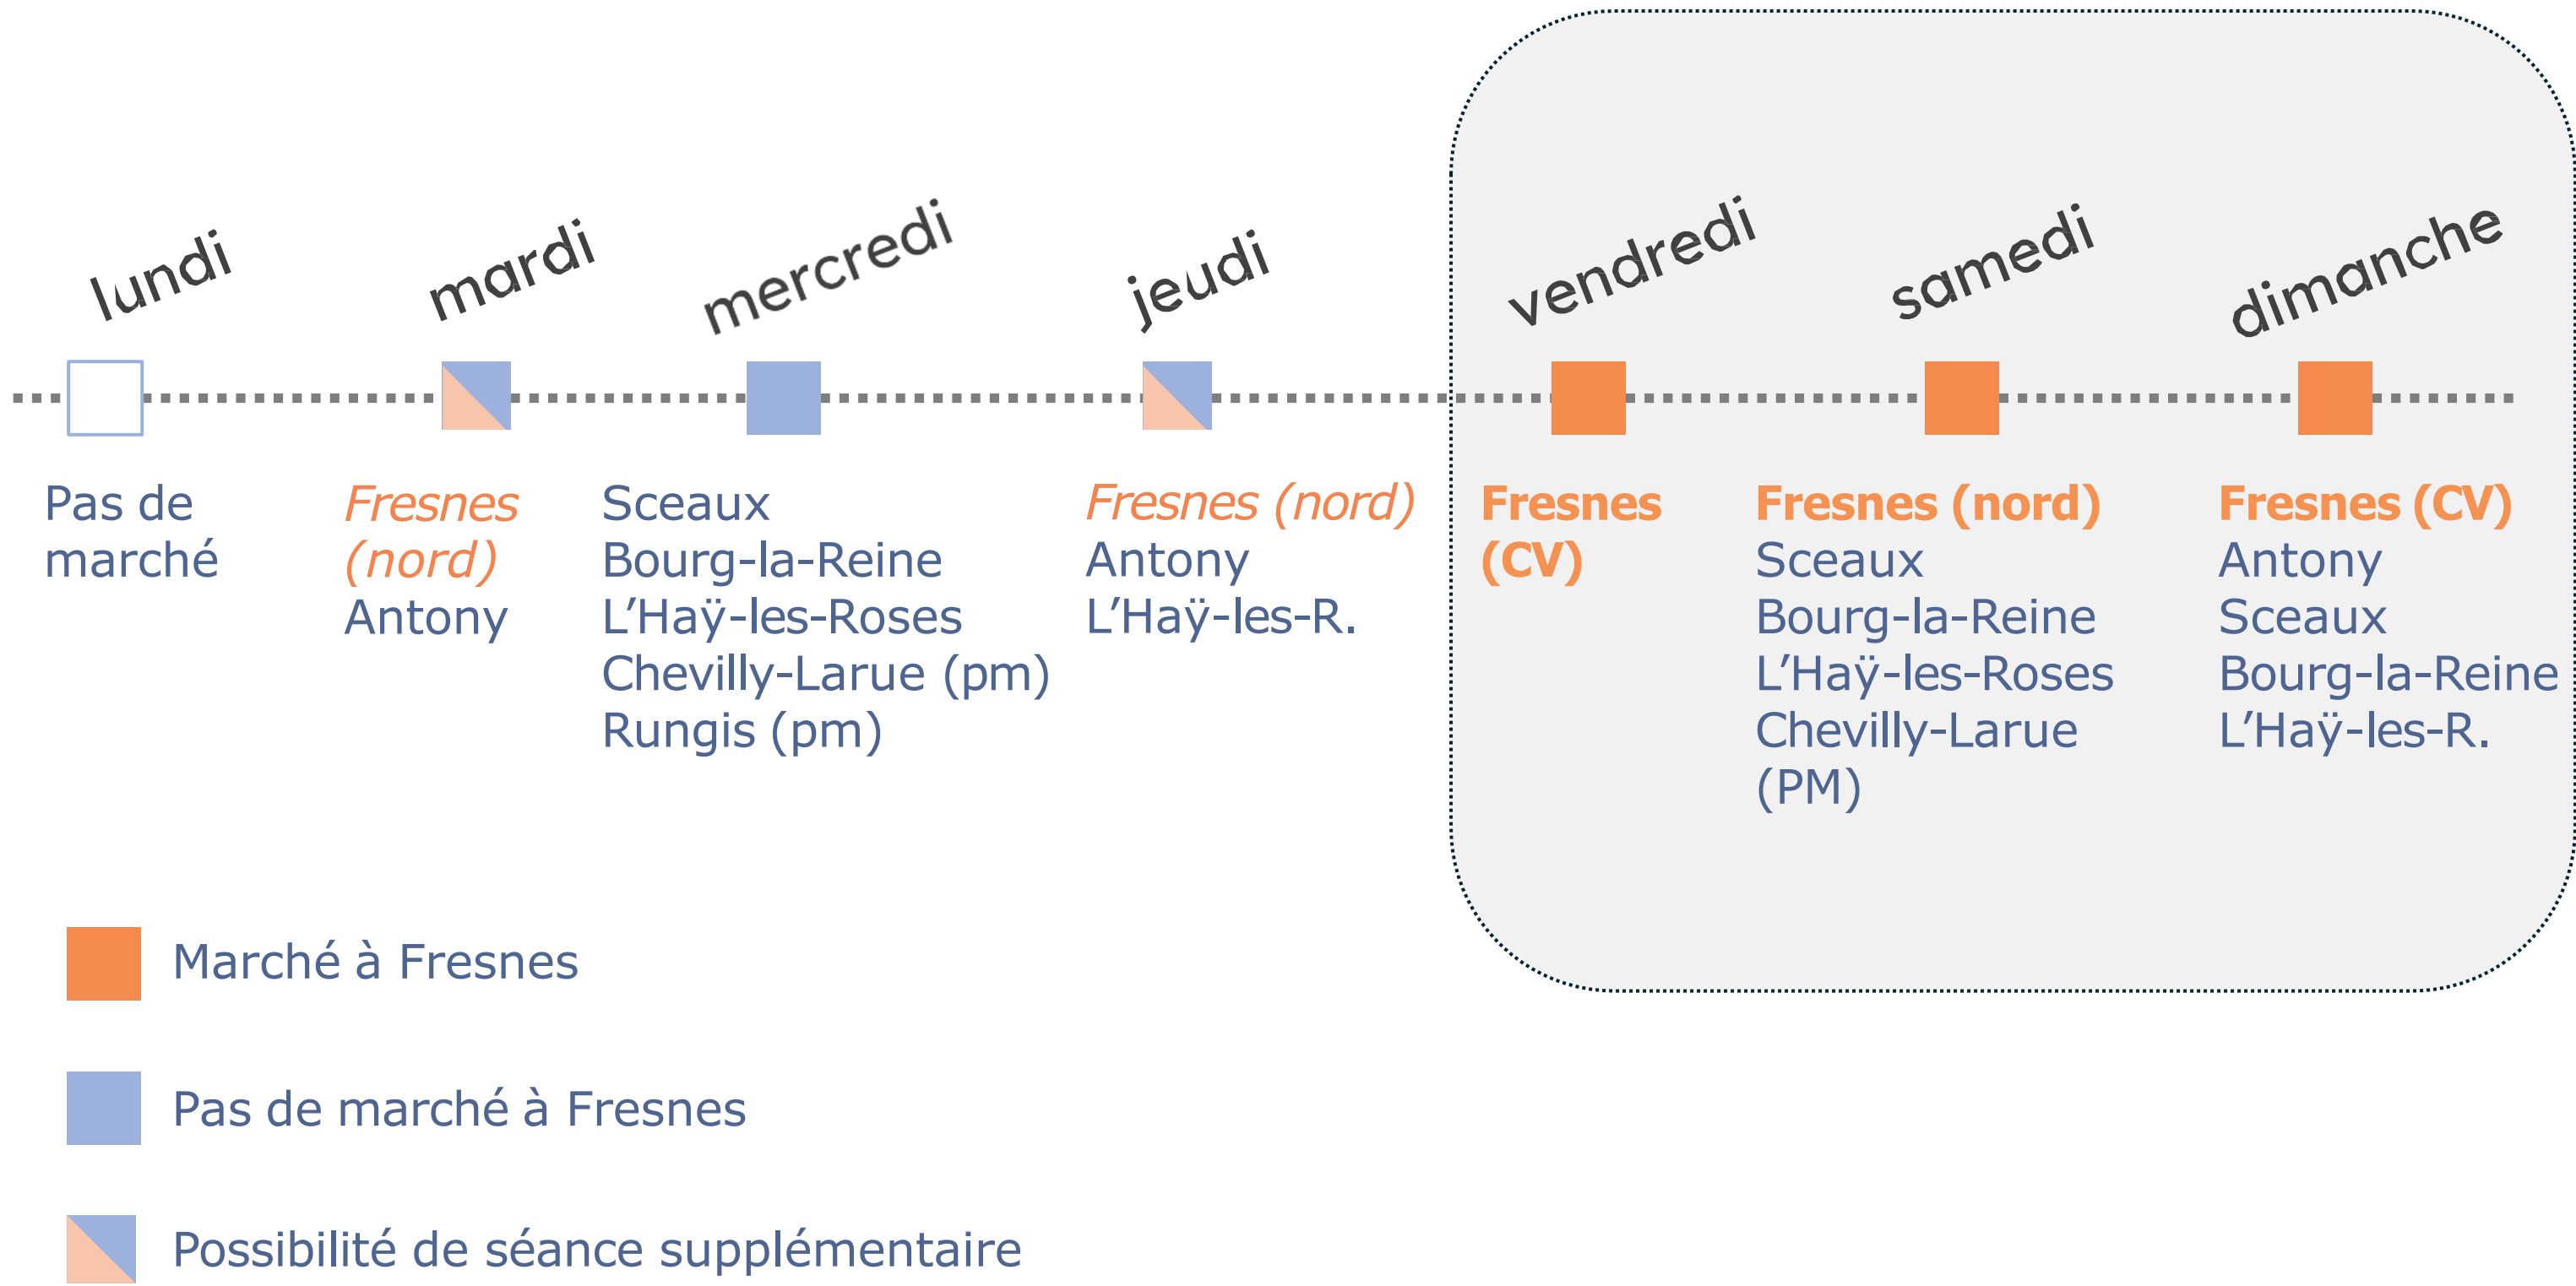 lundi
mardi
mercredi
jeudi
vendredi
samedi
dimanche
Pas de
marché
Fresnes
(nord)
Antony
Sceaux
Bourg-la-Reine
L’Haÿ-les-Roses
Chevilly-Larue (pm)
Rungis (pm)
Fresnes (nord)
Antony
L’Haÿ-les-R.
Fresnes
(CV)
Fresnes (nord)
Sceaux
Bourg-la-Reine
L’Haÿ-les-Roses
Chevilly-Larue
(PM)
Fresnes (CV)
Antony
Sceaux
Bourg-la-Reine
L’Haÿ-les-R.
Marché à Fresnes
Pas de marché à Fresnes
Possibilité de séance supplémentaire